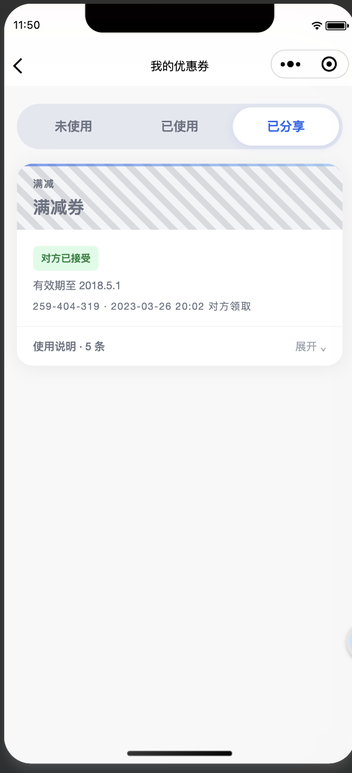 11:50
我的优惠券
未使用
已使用
已分享
满减
满减券
对方已接受
有效期至 2018.5.1
259-404-319 · 2023-03-26 20:02 对方领取
使用说明 · 5 条
展开